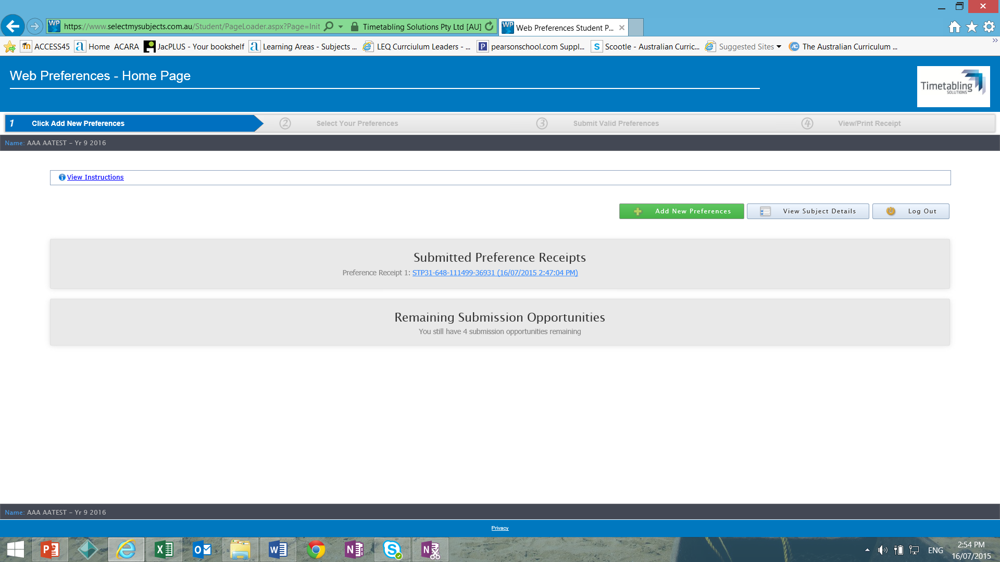 https://www.selectmysubjects.com.au/Student/PageLoader.aspx?Page=Init
Timetabling Solutions Pty Ltd [AU]
Web Preferences Student P...
ACCESS45
Home ACARA
JacPLUS - Your bookshelf
Learning Areas - Subjects ...
LEQ Currciulum Leaders - ...
pearsonschool.com Suppl...
Scootle - Australian Curric...
Suggested Sites
The Australian Curriculum ...
Web Preferences - Home Page
Timetabling
SOLUTIONS
1 Click Add New Preferences
2 Select Your Preferences
3 Submit Valid Preferences
4 View/Print Receipt
Name: AAA AATEST - Yr 9 2016
View Instructions
Add New Preferences
View Subject Details
Log Out
Submitted Preference Receipts
Preference Receipt 1: STP31-648-111499-36931 (16/07/2015 2:47:04 PM)
Remaining Submission Opportunities
You still have 4 submission opportunities remaining
Name: AAA AATEST - Yr 9 2016
Privacy
ENG
2:54 PM
16/07/2015